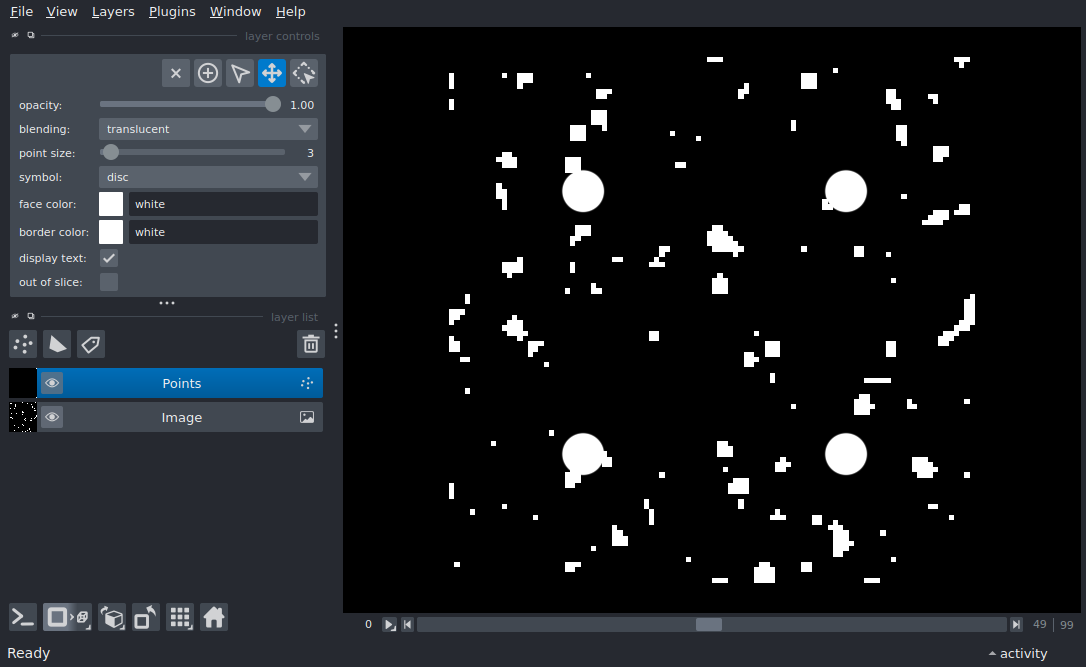 File View Layers Plugins Window Help
layer controls
opacity: 1.00
blending: translucent
point size: 3
symbol: disc
face color: white
border color: white
display text:
out of slice:
layer list
Points
Image
0 49 | 99
Ready activity